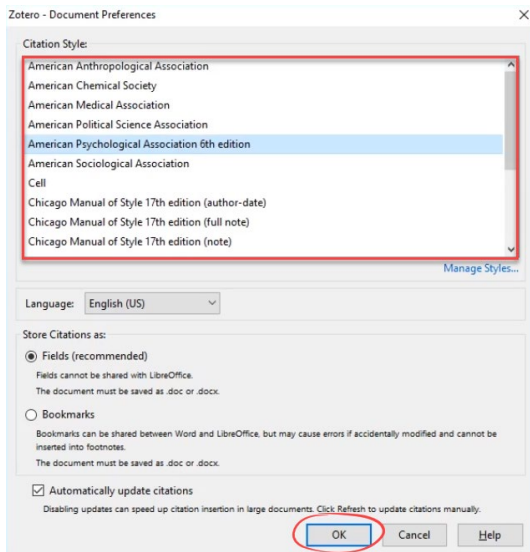 Zotero - Document Preferences
Citation Style:
American Anthropological Association
American Chemical Society
American Medical Association
American Political Science Association
American Psychological Association 6th edition
American Sociological Association
Cell
Chicago Manual of Style 17th edition (author-date)
Chicago Manual of Style 17th edition (full note)
Chicago Manual of Style 17th edition (note)
Manage Styles...
Language: English (US)
Store Citations as:
Fields (recommended)
Fields cannot be shared with LibreOffice.
The document must be saved as .doc or .docx.
Bookmarks
Bookmarks can be shared between Word and LibreOffice, but may cause errors if accidentally modified and cannot be
inserted into footnotes.
The document must be saved as .doc or .docx.
Automatically update citations
Disabling updates can speed up citation insertion in large documents. Click Refresh to update citations manually.
OK Cancel Help